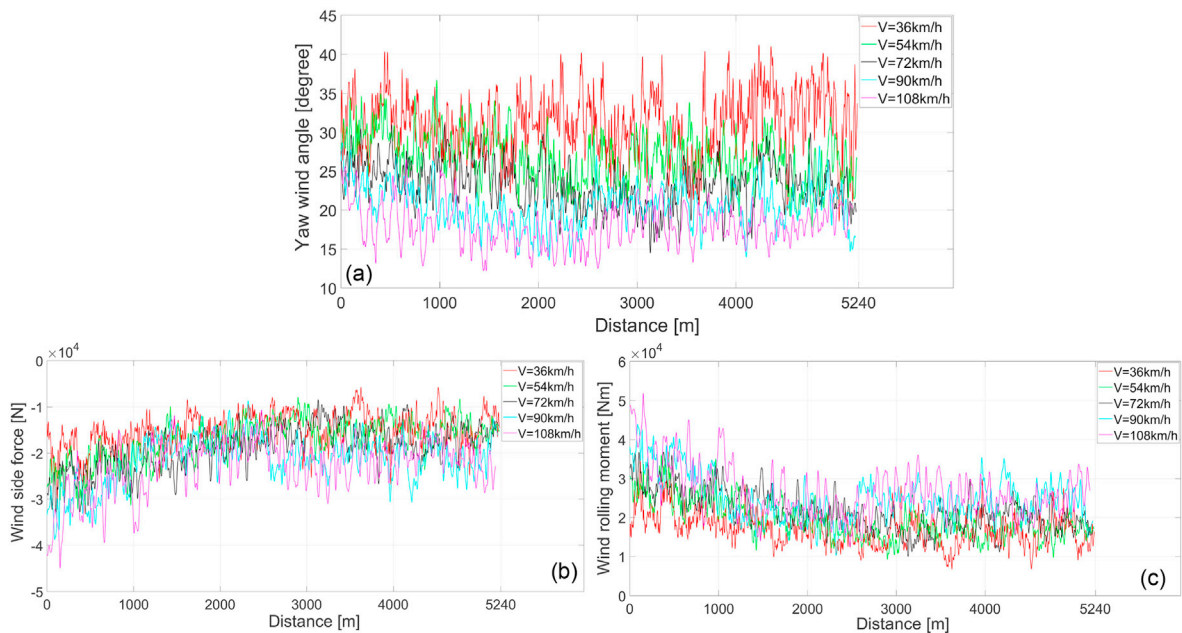 45
40
35
30
25
20
15
10
Yaw wind angle [degree]
V=36km/h
V=54km/h
V=72km/h
V=90km/h
V=108km/h
(a)
0 1000 2000 3000 4000 5240
Distance [m]
×10⁴
0
-1
-2
-3
-4
-5
Wind side force [N]
V=36km/h
V=54km/h
V=72km/h
V=90km/h
V=108km/h
(b)
0 1000 2000 3000 4000 5240
Distance [m]
×10⁴
6
5
4
3
2
1
0
Wind rolling moment [Nm]
V=36km/h
V=54km/h
V=72km/h
V=90km/h
V=108km/h
(c)
0 1000 2000 3000 4000 5240
Distance [m]